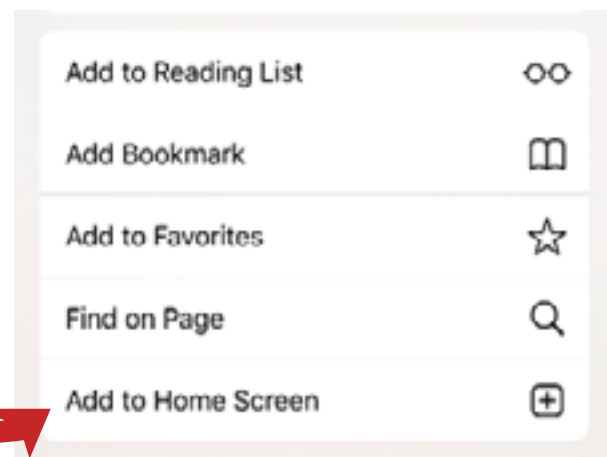 Add to Reading List
Add Bookmark
Add to Favorites
Find on Page
Add to Home Screen